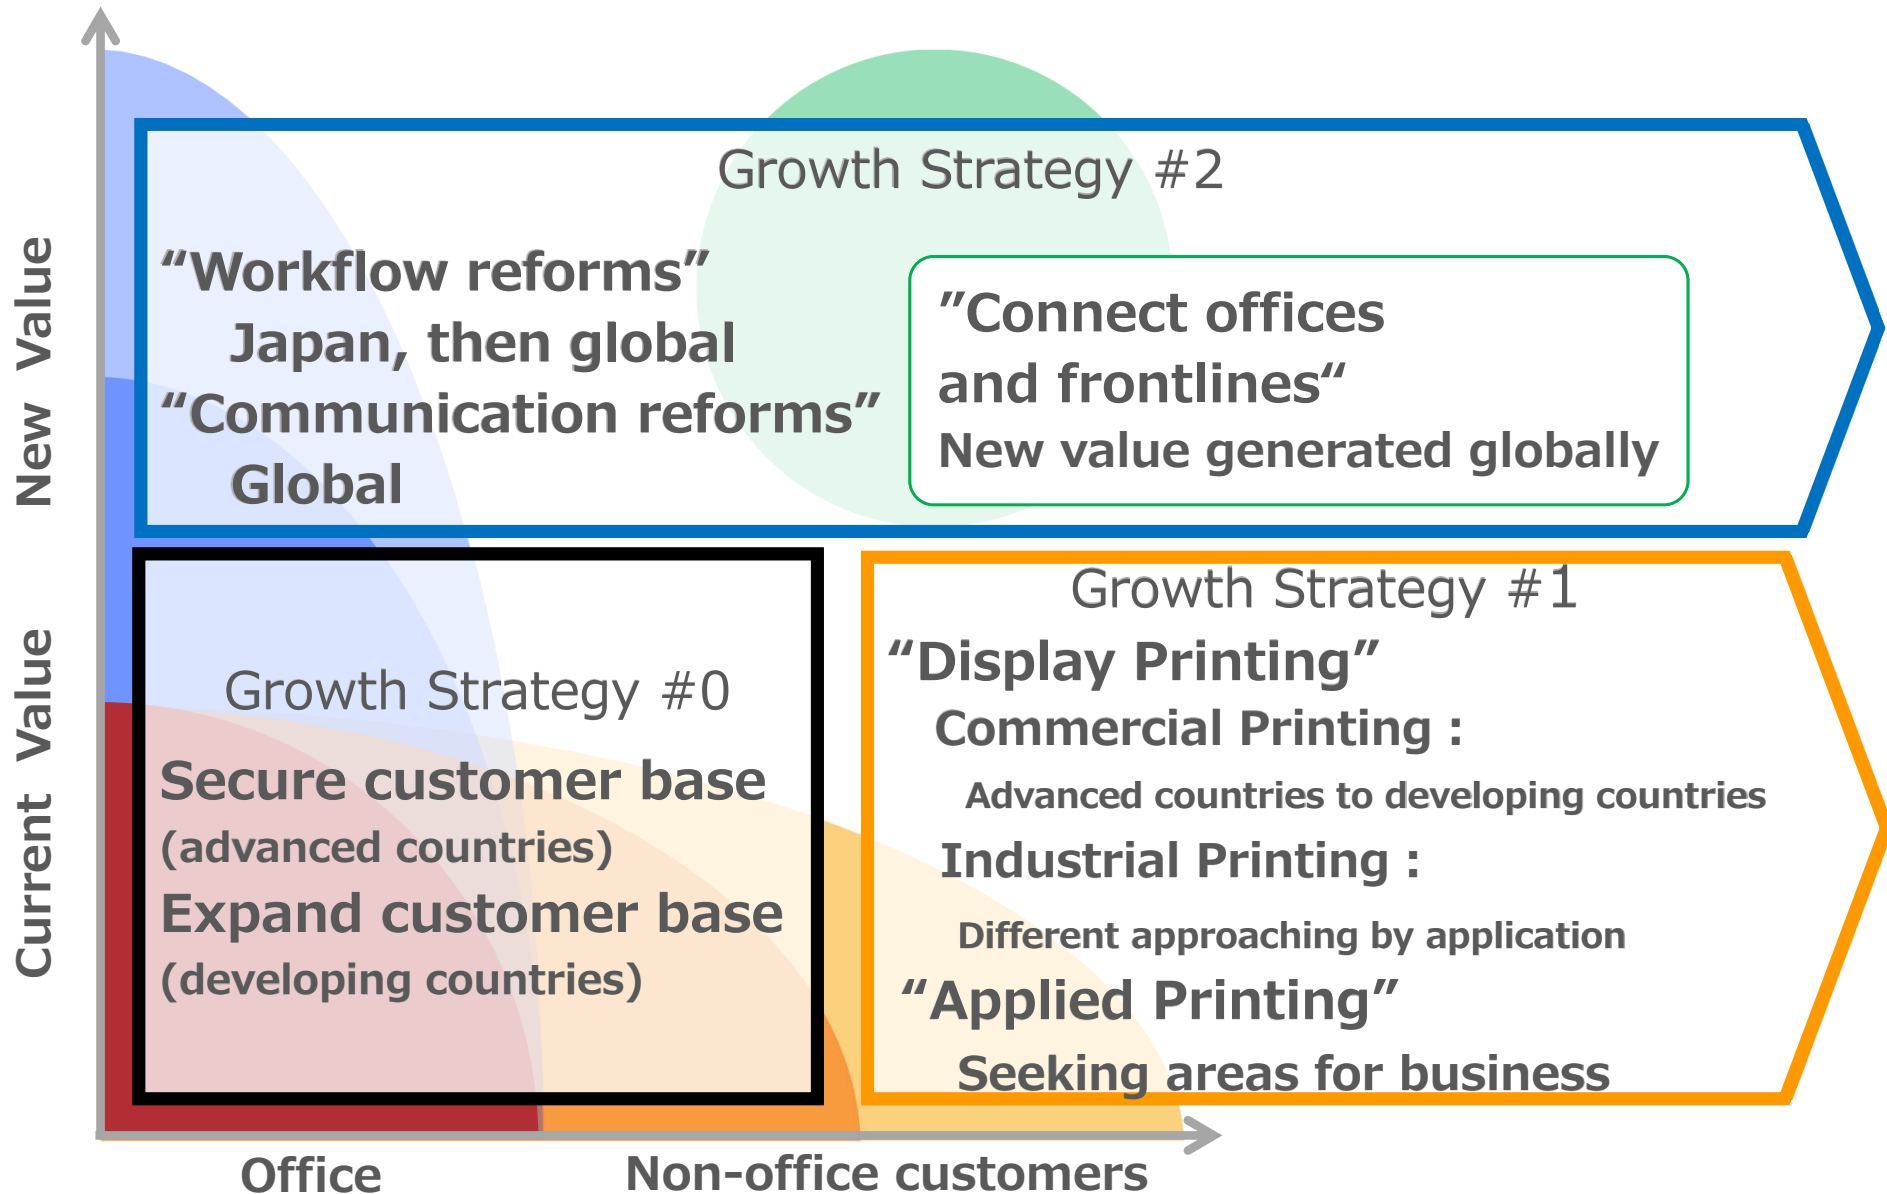 New Value
Growth Strategy #2
“Workflow reforms”
Japan, then global
“Communication reforms”
Global
”Connect offices
and frontlines“
New value generated globally
Current Value
Growth Strategy #0
Secure customer base
(advanced countries)
Expand customer base
(developing countries)
Growth Strategy #1
“Display Printing”
Commercial Printing :
Advanced countries to developing countries
Industrial Printing :
Different approaching by application
“Applied Printing”
Seeking areas for business
Office
Non-office customers